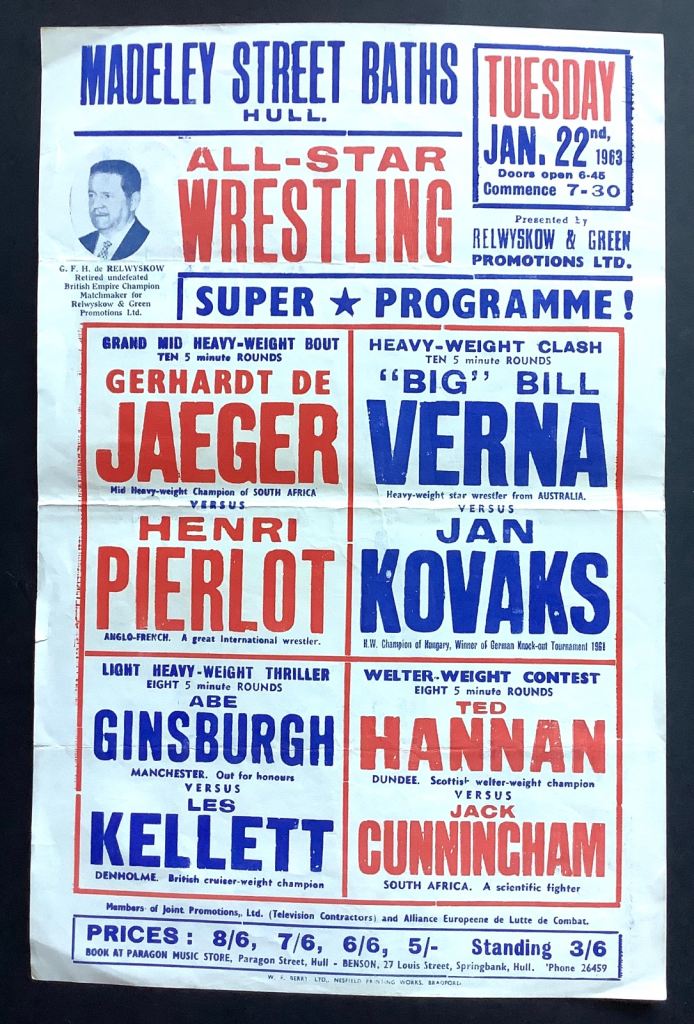 MADELEY STREET BATHS
HULL.
TUESDAY
JAN. 22nd, 1963
Doors open 6-45
Commence 7-30
ALL-STAR
WRESTLING
Presented by
RELWYSKOW & GREEN
PROMOTIONS LTD.
G. F. H. de RELWYSKOW
Retired undefeated
British Empire Champion
Matchmaker for
Relwyskow & Green
Promotions Ltd.
SUPER ★ PROGRAMME!
GRAND MID HEAVY-WEIGHT BOUT
TEN 5 minute ROUNDS
GERHARDT DE
JAEGER
Mid Heavy-weight Champion of SOUTH AFRICA
VERSUS
HENRI
PIERLOT
ANGLO-FRENCH. A great International wrestler.
HEAVY-WEIGHT CLASH
TEN 5 minute ROUNDS
“BIG” BILL
VERNA
Heavy-weight star wrestler from AUSTRALIA.
VERSUS
JAN
KOVAKS
H.W. Champion of Hungary, Winner of German Knock-out Tournament 1961
LIGHT HEAVY-WEIGHT THRILLER
EIGHT 5 minute ROUNDS
ABE
GINSBURGH
MANCHESTER. Out for honours
VERSUS
LES
KELLETT
DENHOLME. British cruiser-weight champion
WELTER-WEIGHT CONTEST
EIGHT 5 minute ROUNDS
TED
HANNAN
DUNDEE. Scottish welter-weight champion
VERSUS
JACK
CUNNINGHAM
SOUTH AFRICA. A scientific fighter
Members of Joint Promotions, Ltd. (Television Contractors) and Alliance Europeene de Lutte de Combat.
PRICES: 8/6, 7/6, 6/6, 5/- Standing 3/6
BOOK AT PARAGON MUSIC STORE, Paragon Street, Hull - BENSON, 27 Louis Street, Springbank, Hull. 'Phone 26459
W. F. BERRY, LTD., NESFIELD PRINTING WORKS, BRADFORD.